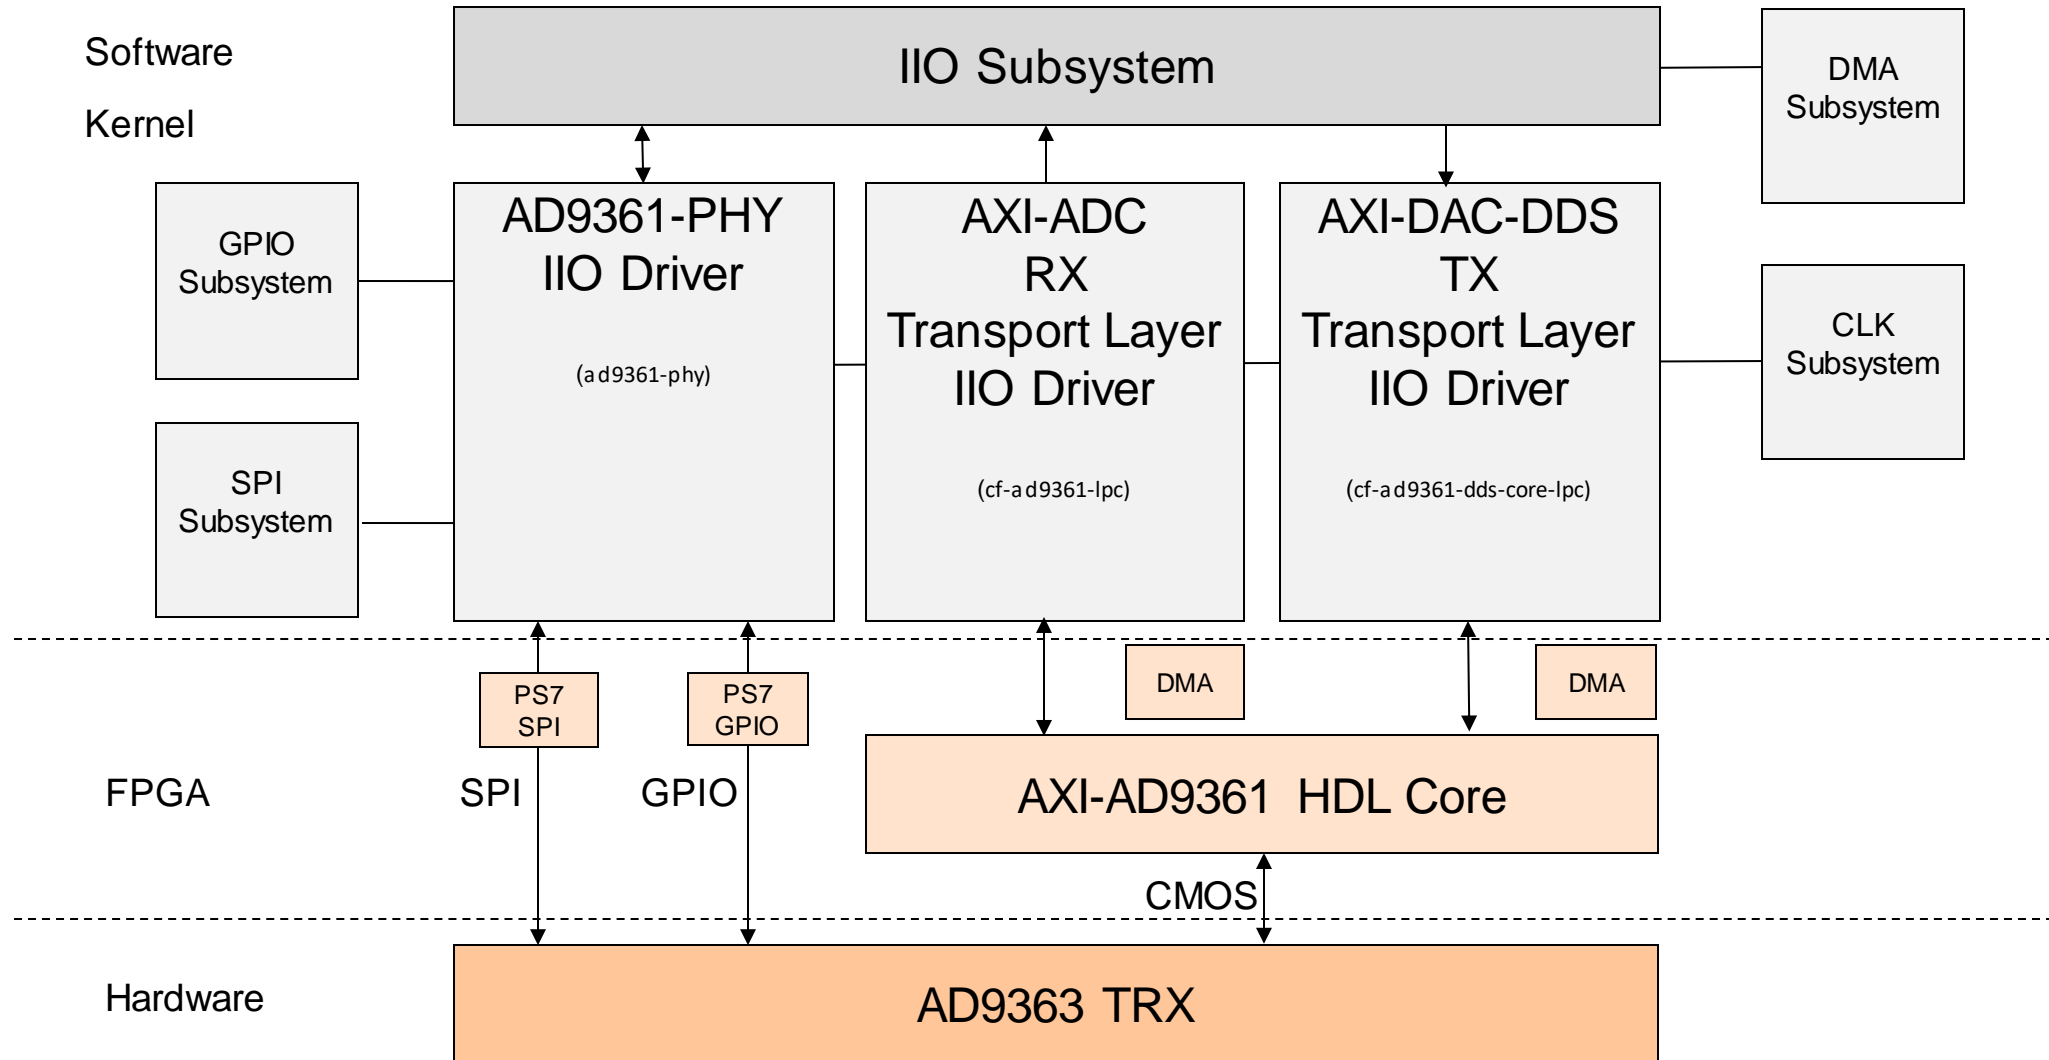 Software
Kernel
IIO Subsystem
DMA
Subsystem
GPIO
Subsystem
SPI
Subsystem
AD9361-PHY
IIO Driver
(ad9361-phy)
AXI-ADC
RX
Transport Layer
IIO Driver
(cf-ad9361-lpc)
AXI-DAC-DDS
TX
Transport Layer
IIO Driver
(cf-ad9361-dds-core-lpc)
CLK
Subsystem
PS7
SPI
PS7
GPIO
DMA
DMA
FPGA
SPI
GPIO
AXI-AD9361 HDL Core
CMOS
Hardware
AD9363 TRX